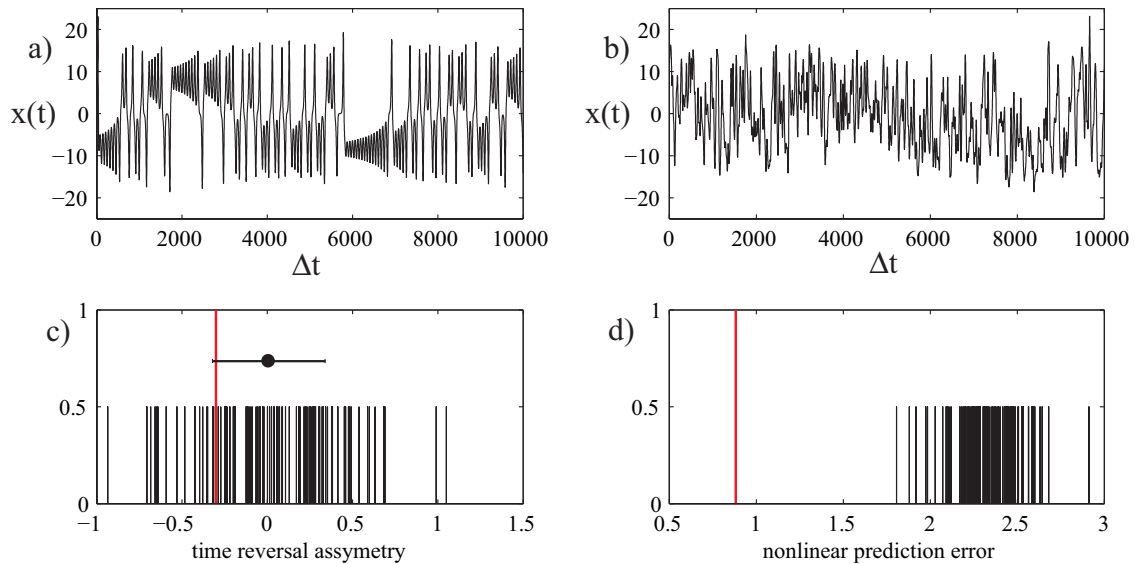 a)
20
10
x(t)
0
−10
−20
0 2000 4000 6000 8000 10000
Δt
b)
20
10
x(t)
0
−10
−20
0 2000 4000 6000 8000 10000
Δt
c)
1
0.5
0
−1 −0.5 0 0.5 1 1.5
time reversal assymetry
d)
1
0.5
0
0.5 1 1.5 2 2.5 3
nonlinear prediction error